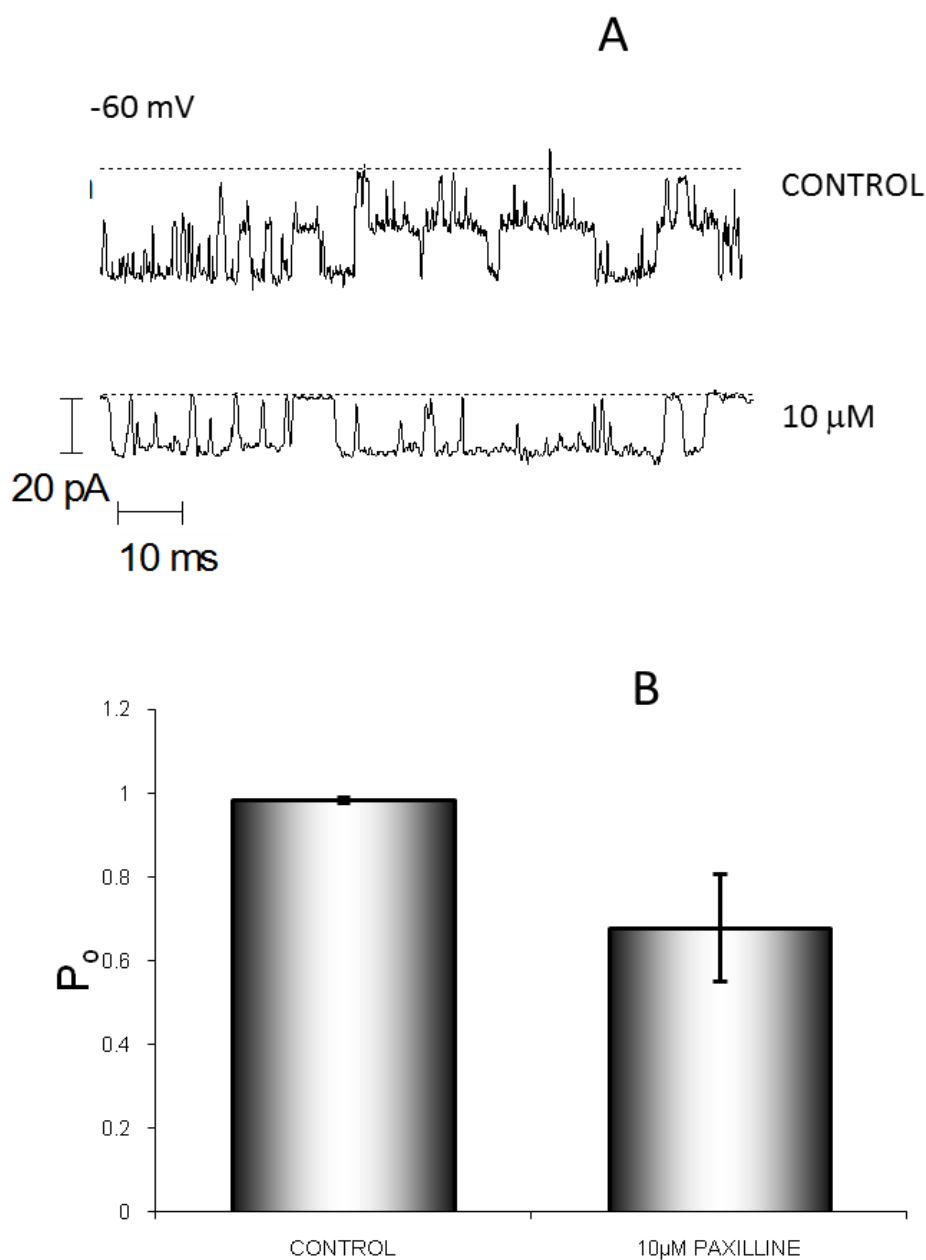 A
-60 mV
CONTROL
10 μM
20 pA
10 ms
B
1.2
1
0.8
0.6
0.4
0.2
0
Po
CONTROL
10μM PAXILLINE